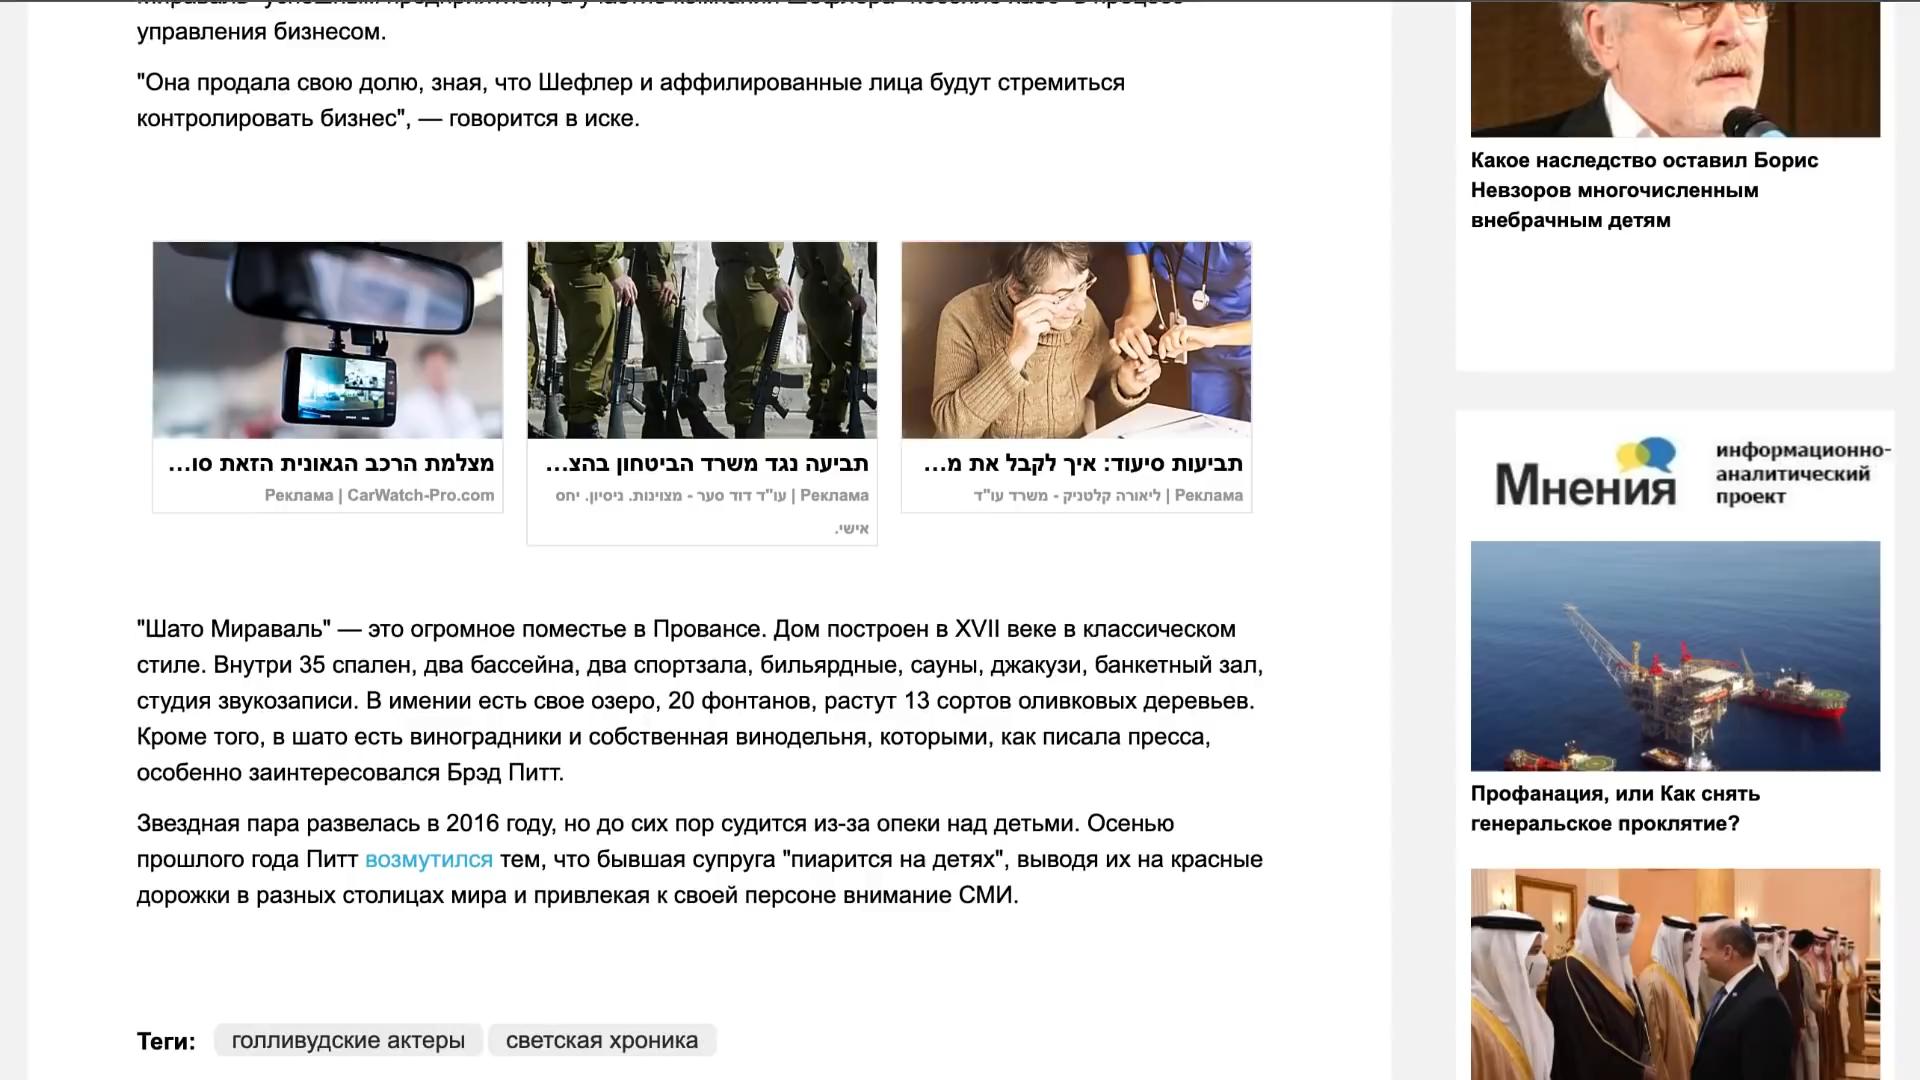 управления бизнесом.
"Она продала свою долю, зная, что Шефлер и аффилированные лица будут стремиться
контролировать бизнес", — говорится в иске.
מצלמת הרכב הגאונית הזאת סו...
Реклама | CarWatch-Pro.com
תביעה נגד משרד הביטחון בהצ...
Реклама | עו"ד דוד סער - מצוינות. ניסיון. יחס
אישי.
תביעות סיעוד: איך לקבל את מ...
Реклама | ליאורה קלטניק - משרד עו"ד
"Шато Мираваль" — это огромное поместье в Провансе. Дом построен в XVII веке в классическом
стиле. Внутри 35 спален, два бассейна, два спортзала, бильярдные, сауны, джакузи, банкетный зал,
студия звукозаписи. В имении есть свое озеро, 20 фонтанов, растут 13 сортов оливковых деревьев.
Кроме того, в шато есть виноградники и собственная винодельня, которыми, как писала пресса,
особенно заинтересовался Брэд Питт.
Звездная пара развелась в 2016 году, но до сих пор судится из-за опеки над детьми. Осенью
прошлого года Питт возмутился тем, что бывшая супруга "пиарится на детях", выводя их на красные
дорожки в разных столицах мира и привлекая к своей персоне внимание СМИ.
Теги: голливудские актеры светская хроника
Какое наследство оставил Борис
Невзоров многочисленным
внебрачным детям
Мнения
информационно-
аналитический
проект
Профанация, или Как снять
генеральское проклятие?